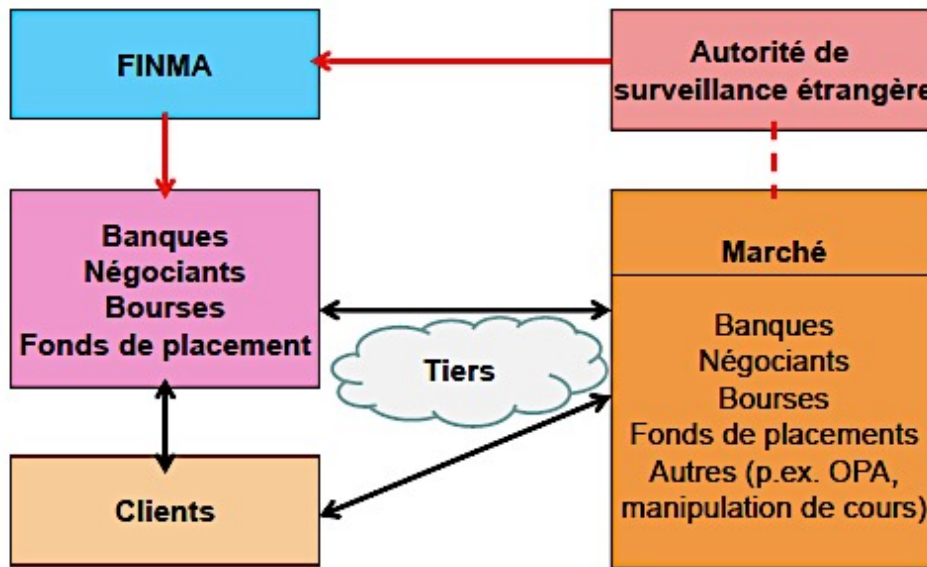 FINMA
Autorité de
surveillance étrangère
Banques
Négociants
Bourses
Fonds de placement
Marché
Banques
Négociants
Bourses
Fonds de placements
Autres (p.ex. OPA,
manipulation de cours)
Tiers
Clients